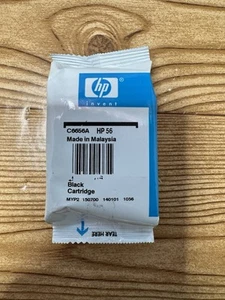 hp
invent
C6656A HP 56
Made in Malaysia
Black
Cartridge
MYP2 150700 140101 1056
TEAR HERE